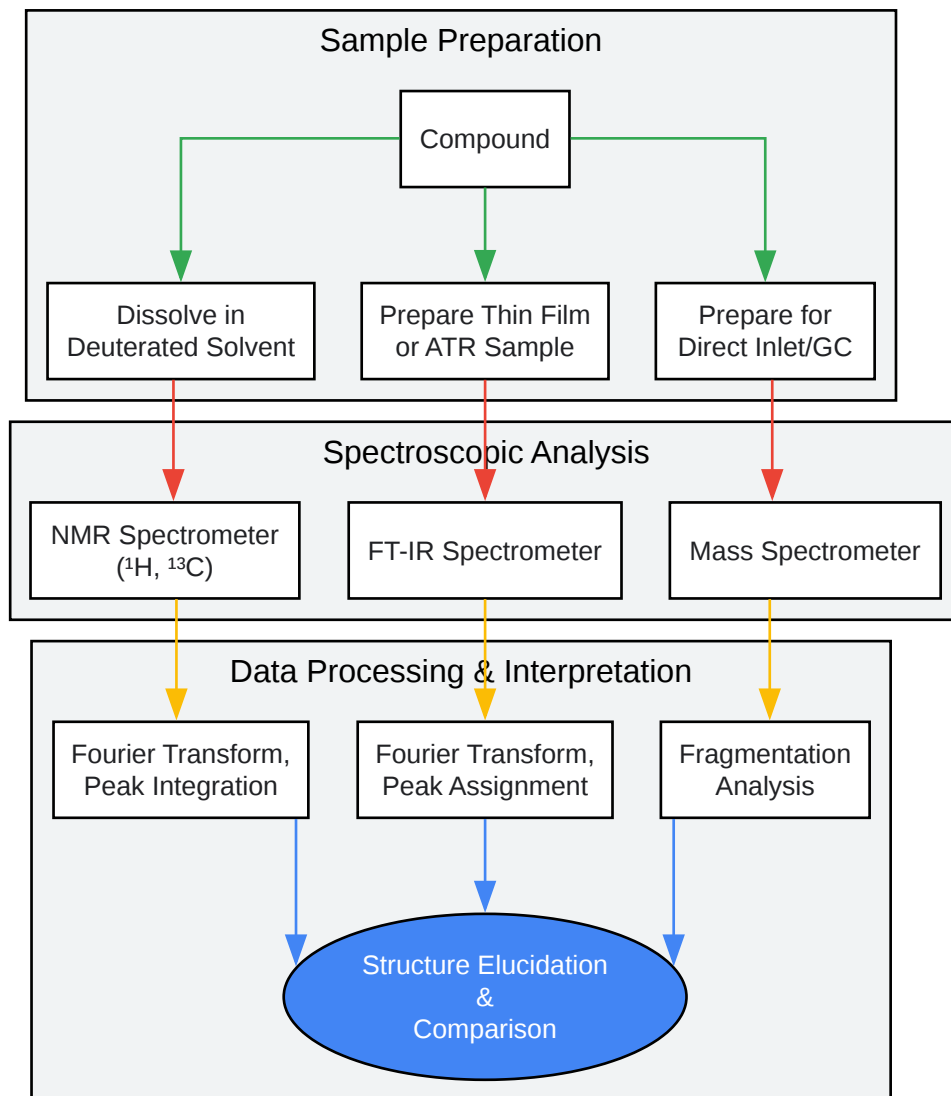 Sample Preparation
Compound
Dissolve in
Deuterated Solvent
Prepare Thin Film
or ATR Sample
Prepare for
Direct Inlet/GC
Spectroscopic Analysis
NMR Spectrometer
(¹H, ¹³C)
FT-IR Spectrometer
Mass Spectrometer
Data Processing & Interpretation
Fourier Transform,
Peak Integration
Fourier Transform,
Peak Assignment
Fragmentation
Analysis
Structure Elucidation
&
Comparison